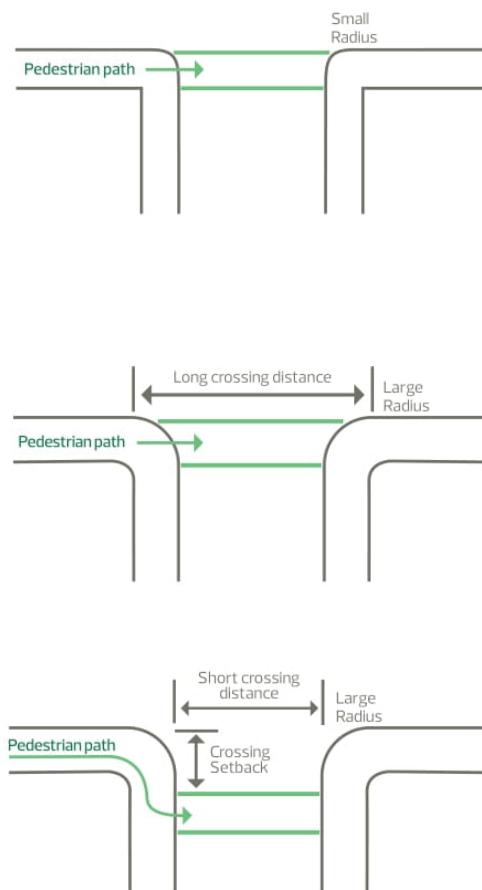 Small
Radius
Pedestrian path
Long crossing distance
Large
Radius
Pedestrian path
Short crossing
distance
Large
Radius
Pedestrian path
Crossing
Setback